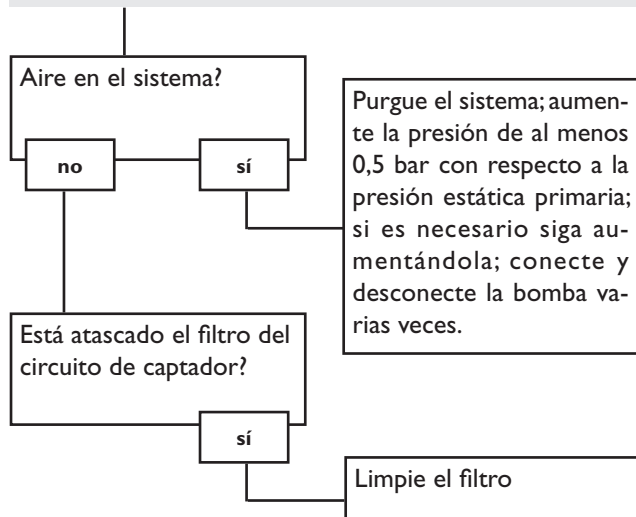 Aire en el sistema?
no
sí
Purgue el sistema; aumen-
te la presión de al menos
0,5 bar con respecto a la
presión estática primaria;
si es necesario siga au-
mentándola; conecte y
desconecte la bomba va-
rias veces.
Está atascado el filtro del
circuito de captador?
sí
Limpie el filtro